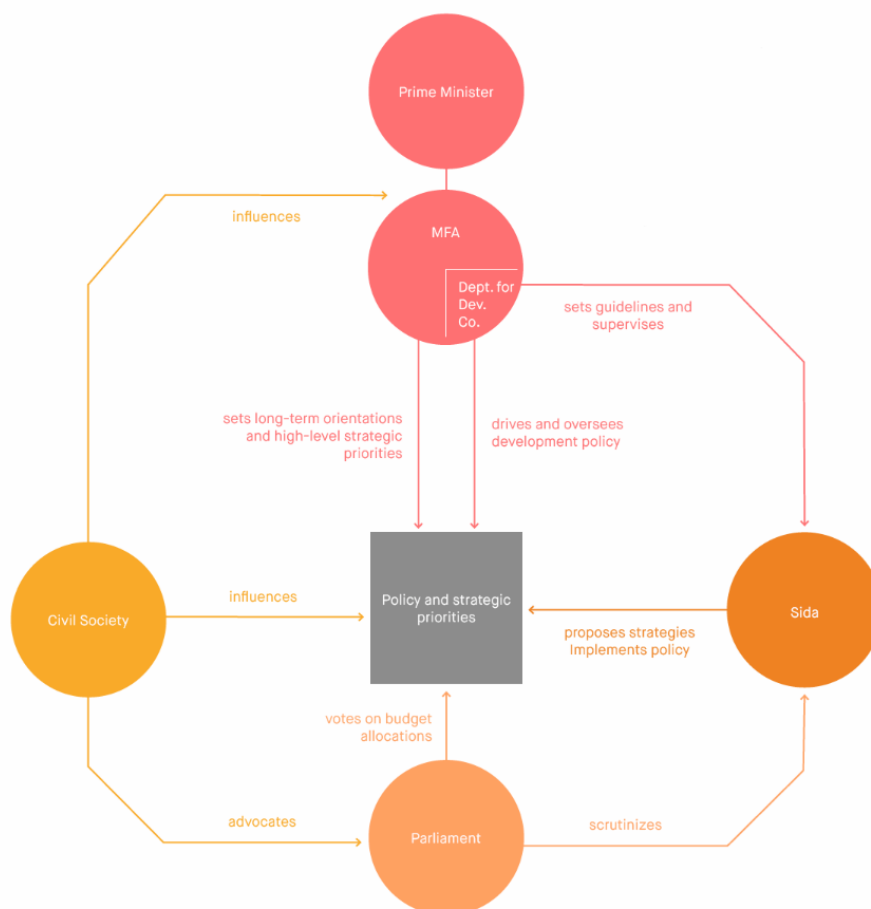 Prime Minister
influences
MFA
Dept. for
Dev.
Co.
sets guidelines and
supervises
sets long-term orientations
and high-level strategic
priorities
drives and oversees
development policy
Civil Society
influences
Policy and strategic
priorities
proposes strategies
Implements policy
Sida
votes on budget
allocations
advocates
Parliament
scrutinizes